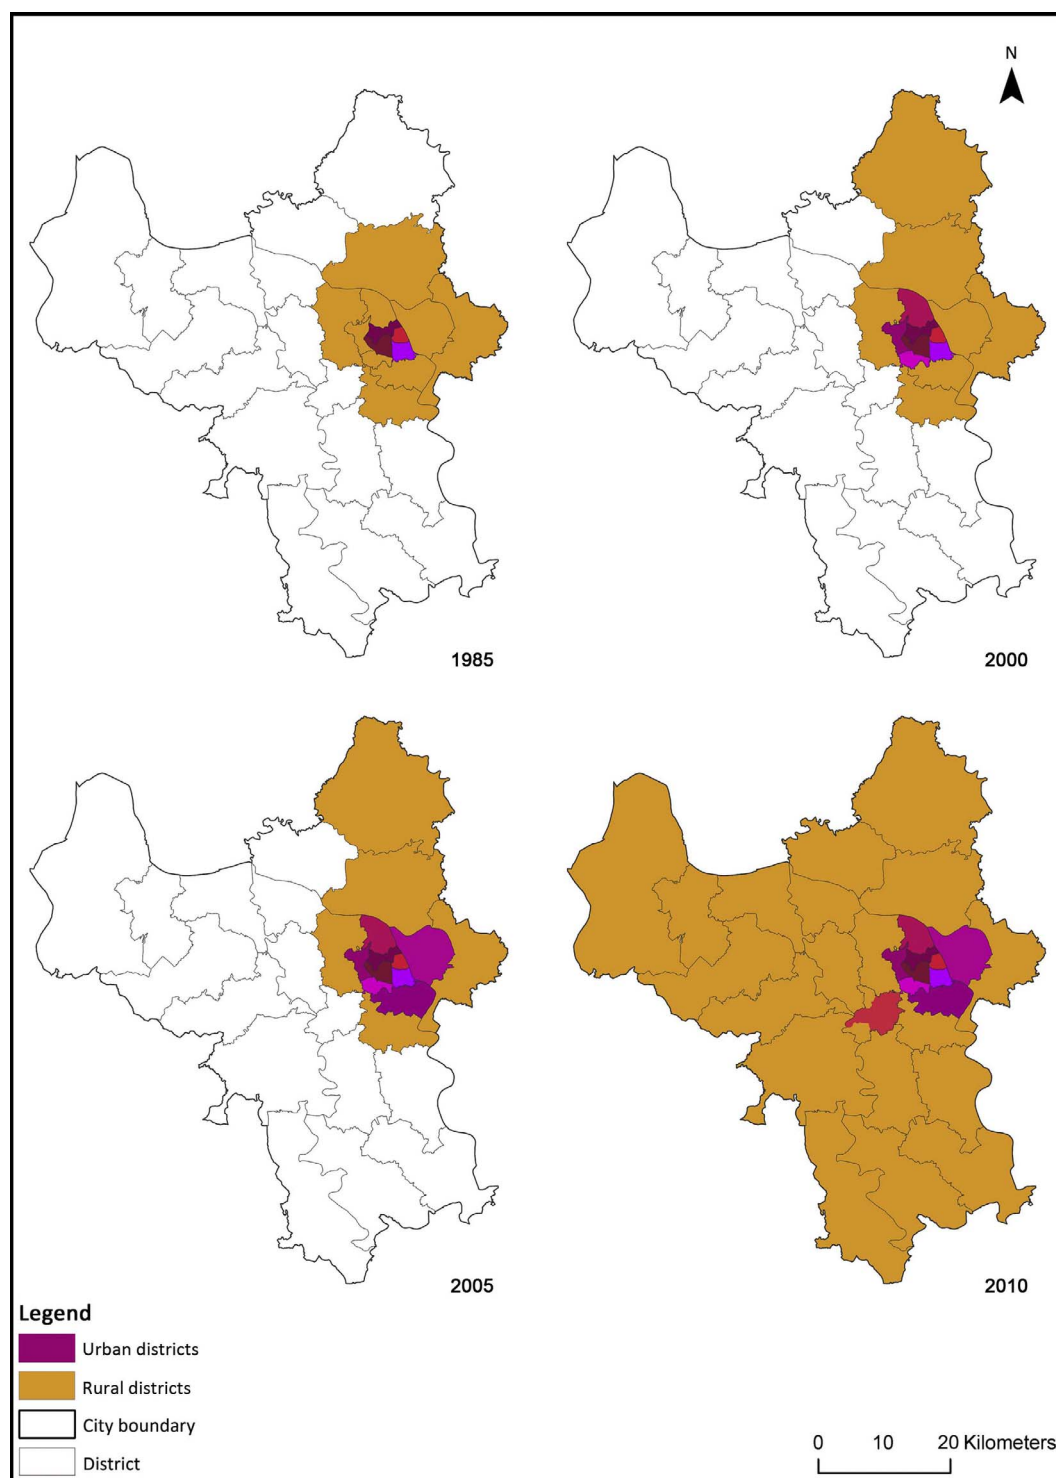 N
1985
2000
2005
2010
Legend
Urban districts
Rural districts
City boundary
District
0 10 20 Kilometers